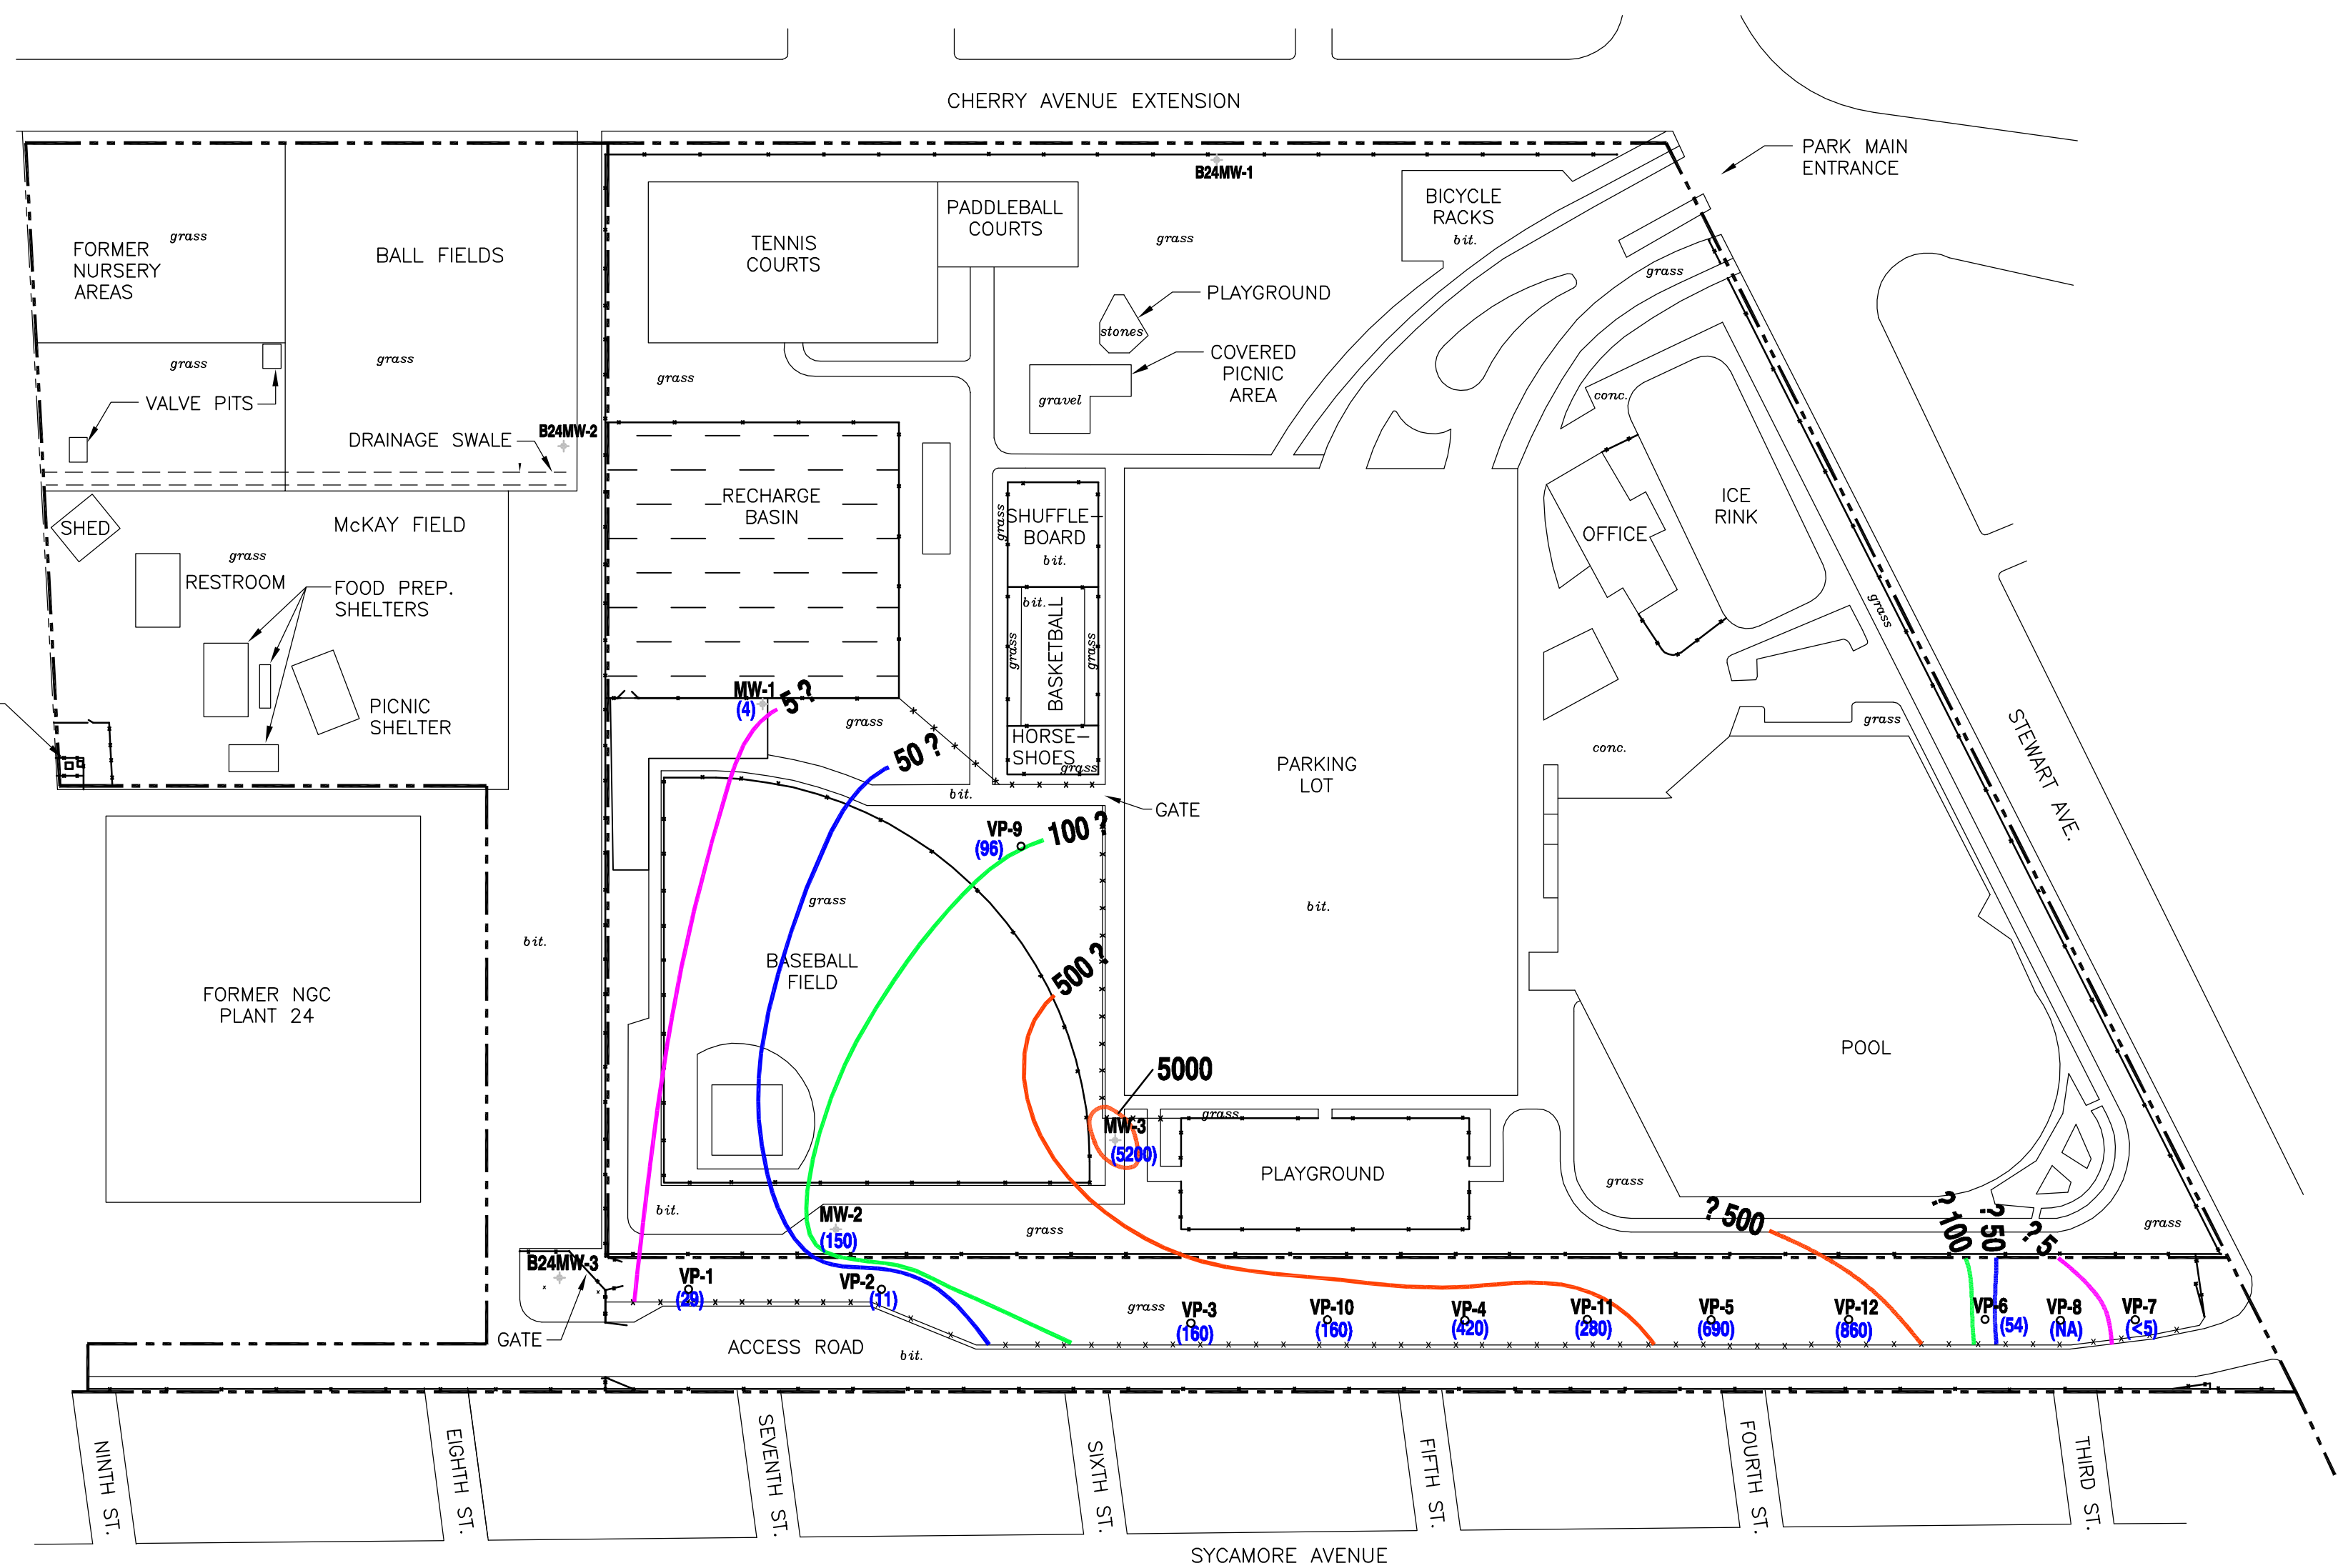 CHERRY AVENUE EXTENSION
PARK MAIN
ENTRANCE
B24MW-1
BICYCLE
RACKS
bit.
PADDLEBALL
COURTS
TENNIS
COURTS
grass
grass
FORMER
NURSERY
AREAS
grass
BALL FIELDS
grass
PLAYGROUND
stones
COVERED
PICNIC
AREA
gravel
grass
grass
grass
VALVE PITS
conc.
DRAINAGE SWALE
B24MW-2
RECHARGE
BASIN
SHED
McKAY FIELD
grass
RESTROOM
FOOD PREP.
SHELTERS
PICNIC
SHELTER
grass
SHUFFLE-
BOARD
bit.
bit.
grass
BASKETBALL
grass
HORSE-
SHOES
grass
ICE
RINK
OFFICE
grass
STEWART AVE.
grass
conc.
MW-1
(4)
5 ?
grass
50 ?
bit.
GATE
PARKING
LOT
bit.
VP-9
(96)
100 ?
grass
BASEBALL
FIELD
500 ?
bit.
FORMER NGC
PLANT 24
POOL
5000
MW-3
(5200)
grass
PLAYGROUND
grass
grass
bit.
MW-2
(150)
grass
? 500
? 100
? 50
? 5
B24MW-3
VP-1
(29)
VP-2
(11)
grass
VP-3
(160)
VP-10
(160)
VP-4
(420)
VP-11
(280)
VP-5
(690)
VP-12
(860)
VP-6
(54)
VP-8
(NA)
VP-7
(<5)
GATE
ACCESS ROAD
bit.
NINTH ST.
EIGHTH ST.
SEVENTH ST.
SIXTH ST.
FIFTH ST.
FOURTH ST.
THIRD ST.
SYCAMORE AVENUE